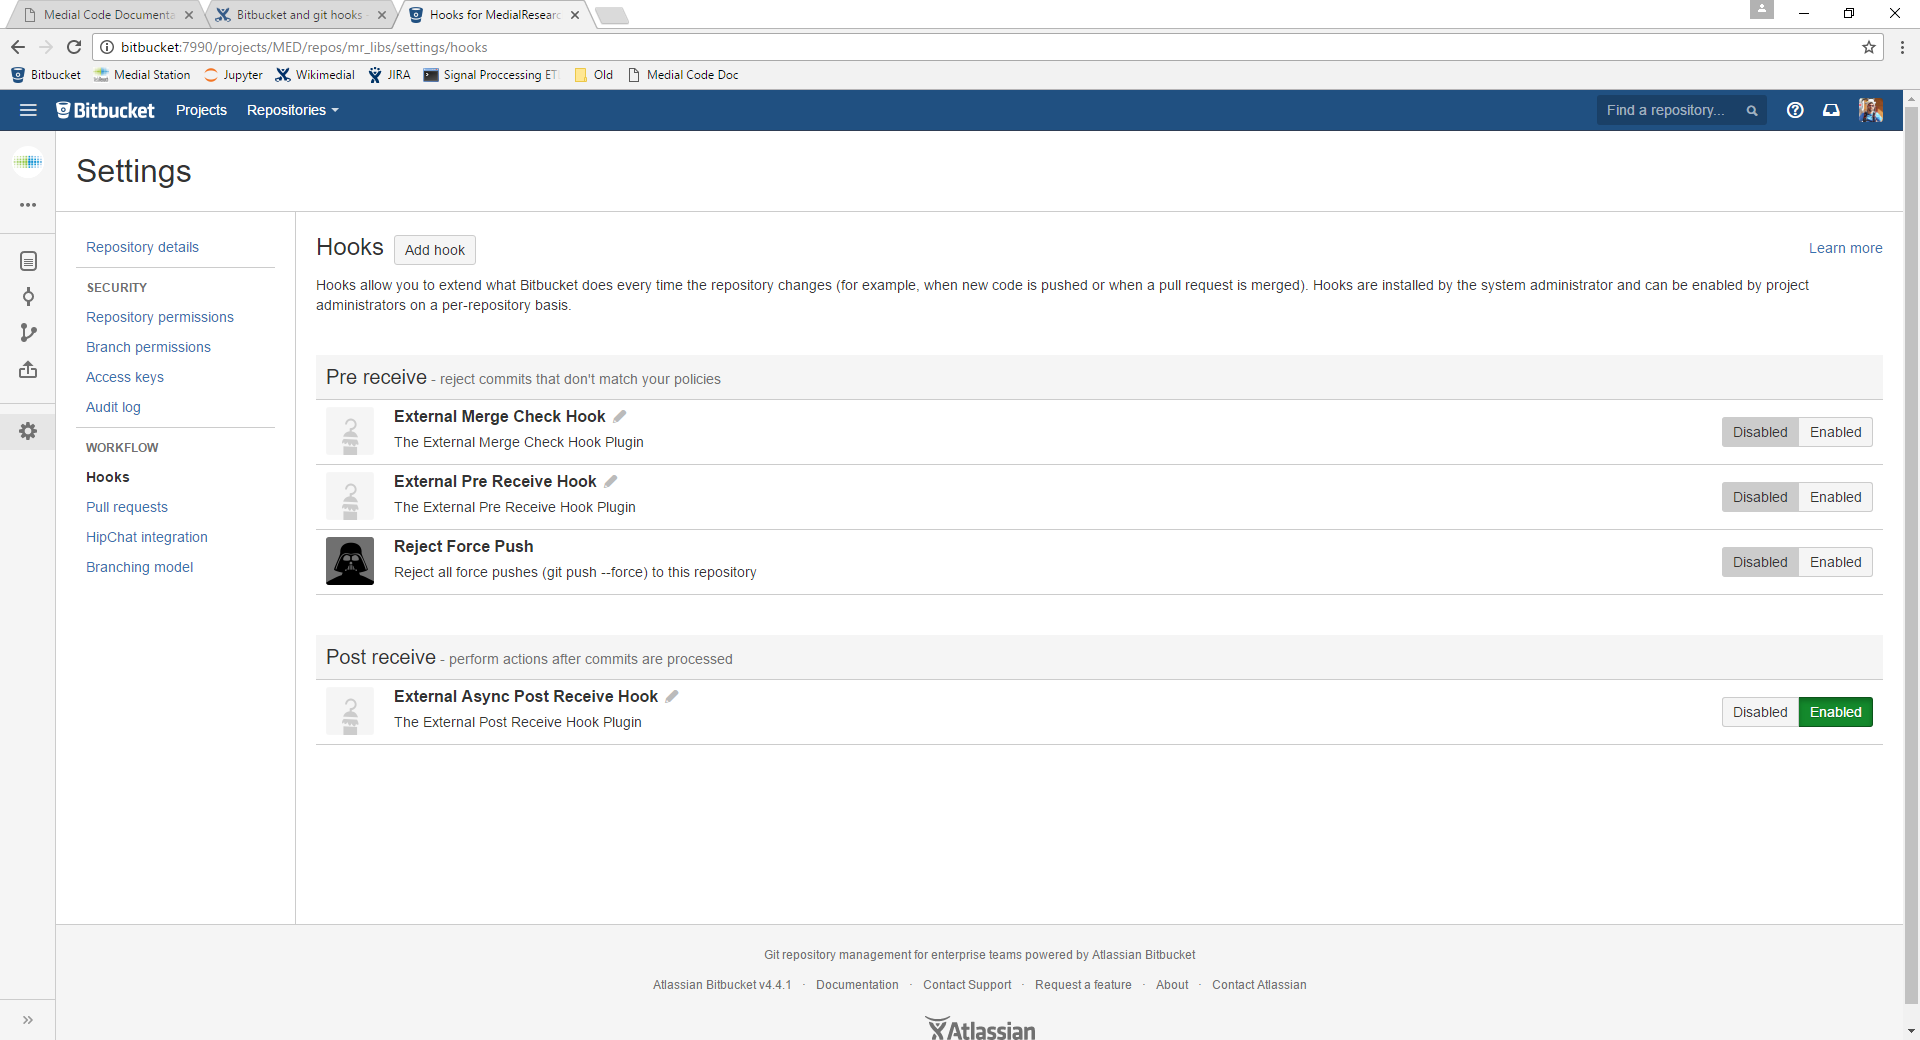 Medial Code Documenta
Bitbucket and git hooks -
Hooks for MedialResearc
bitbucket:7990/projects/MED/repos/mr_libs/settings/hooks
Bitbucket
Medial Station
Jupyter
Wikimedial
JIRA
Signal Proccessing ET
Old
Medial Code Doc
Bitbucket
Projects
Repositories
Find a repository...
Settings
Repository details
SECURITY
Repository permissions
Branch permissions
Access keys
Audit log
WORKFLOW
Hooks
Pull requests
HipChat integration
Branching model
Hooks
Add hook
Learn more
Hooks allow you to extend what Bitbucket does every time the repository changes (for example, when new code is pushed or when a pull request is merged). Hooks are installed by the system administrator and can be enabled by project
administrators on a per-repository basis.
Pre receive - reject commits that don't match your policies
External Merge Check Hook
The External Merge Check Hook Plugin
Disabled Enabled
External Pre Receive Hook
The External Pre Receive Hook Plugin
Disabled Enabled
Reject Force Push
Reject all force pushes (git push --force) to this repository
Disabled Enabled
Post receive - perform actions after commits are processed
External Async Post Receive Hook
The External Post Receive Hook Plugin
Disabled Enabled
Git repository management for enterprise teams powered by Atlassian Bitbucket
Atlassian Bitbucket v4.4.1 · Documentation · Contact Support · Request a feature · About · Contact Atlassian
Atlassian